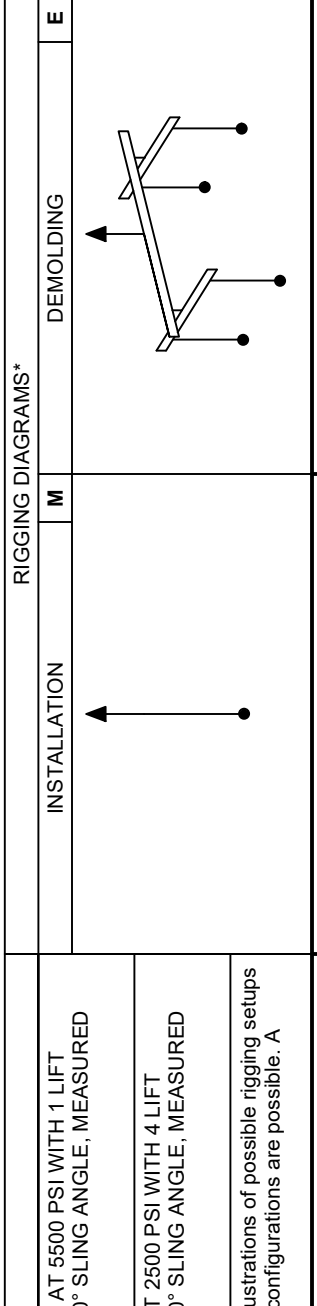 RIGGING DIAGRAMS*
INSTALLATION
M
DEMOLDING
E
AT 5500 PSI WITH 1 LIFT
0° SLING ANGLE, MEASURED
2500 PSI WITH 4 LIFT
0° SLING ANGLE, MEASURED
of possible rigging setups
configurations are possible. A